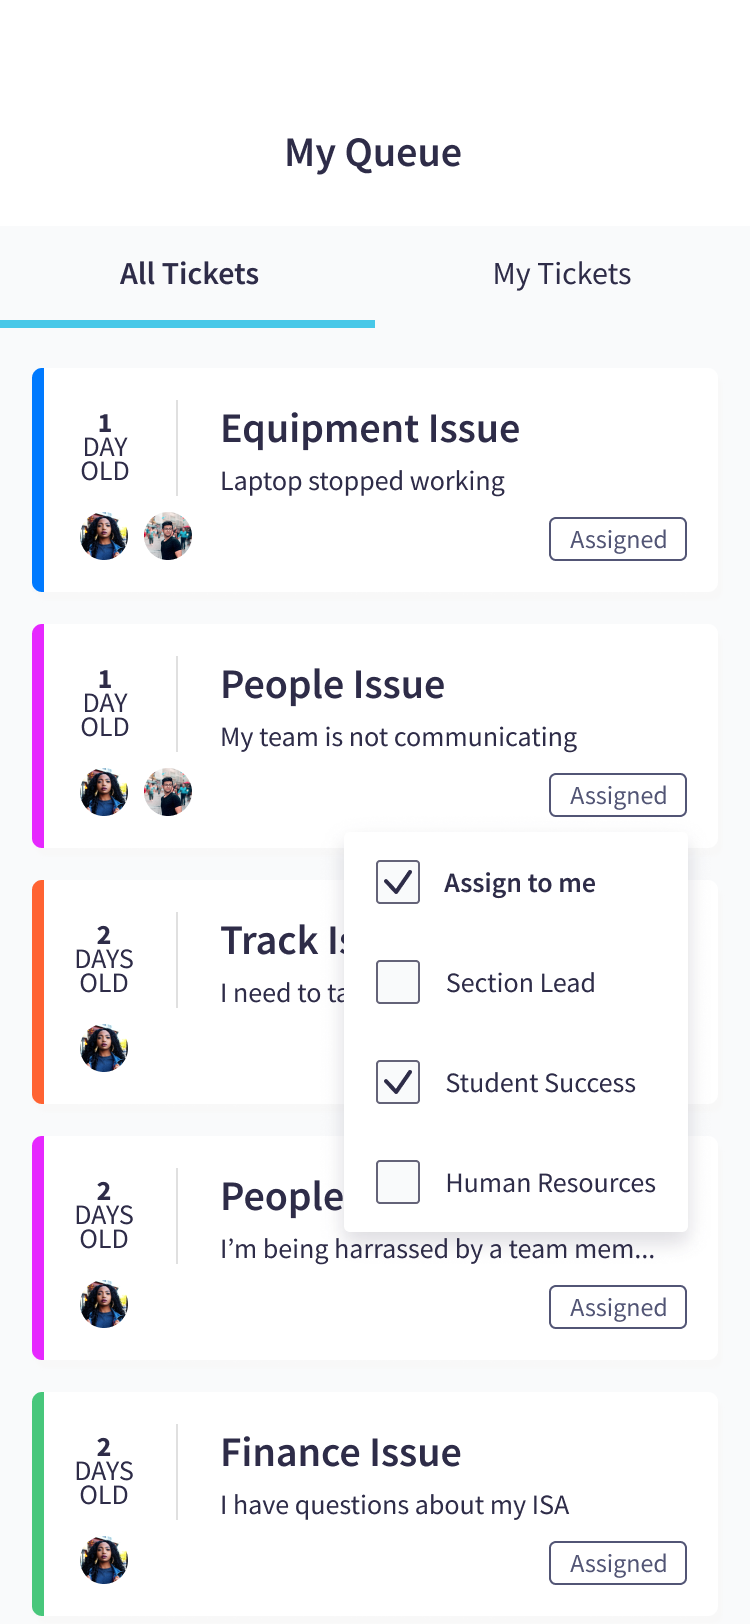 My Queue
All Tickets
My Tickets
1
DAY
OLD
Equipment Issue
Laptop stopped working
Assigned
1
DAY
OLD
People Issue
My team is not communicating
Assigned
Assign to me
Section Lead
Student Success
Human Resources
2
DAYS
OLD
Track
I need to
2
DAYS
OLD
People
I’m being harrassed by a team mem...
Assigned
2
DAYS
OLD
Finance Issue
I have questions about my ISA
Assigned